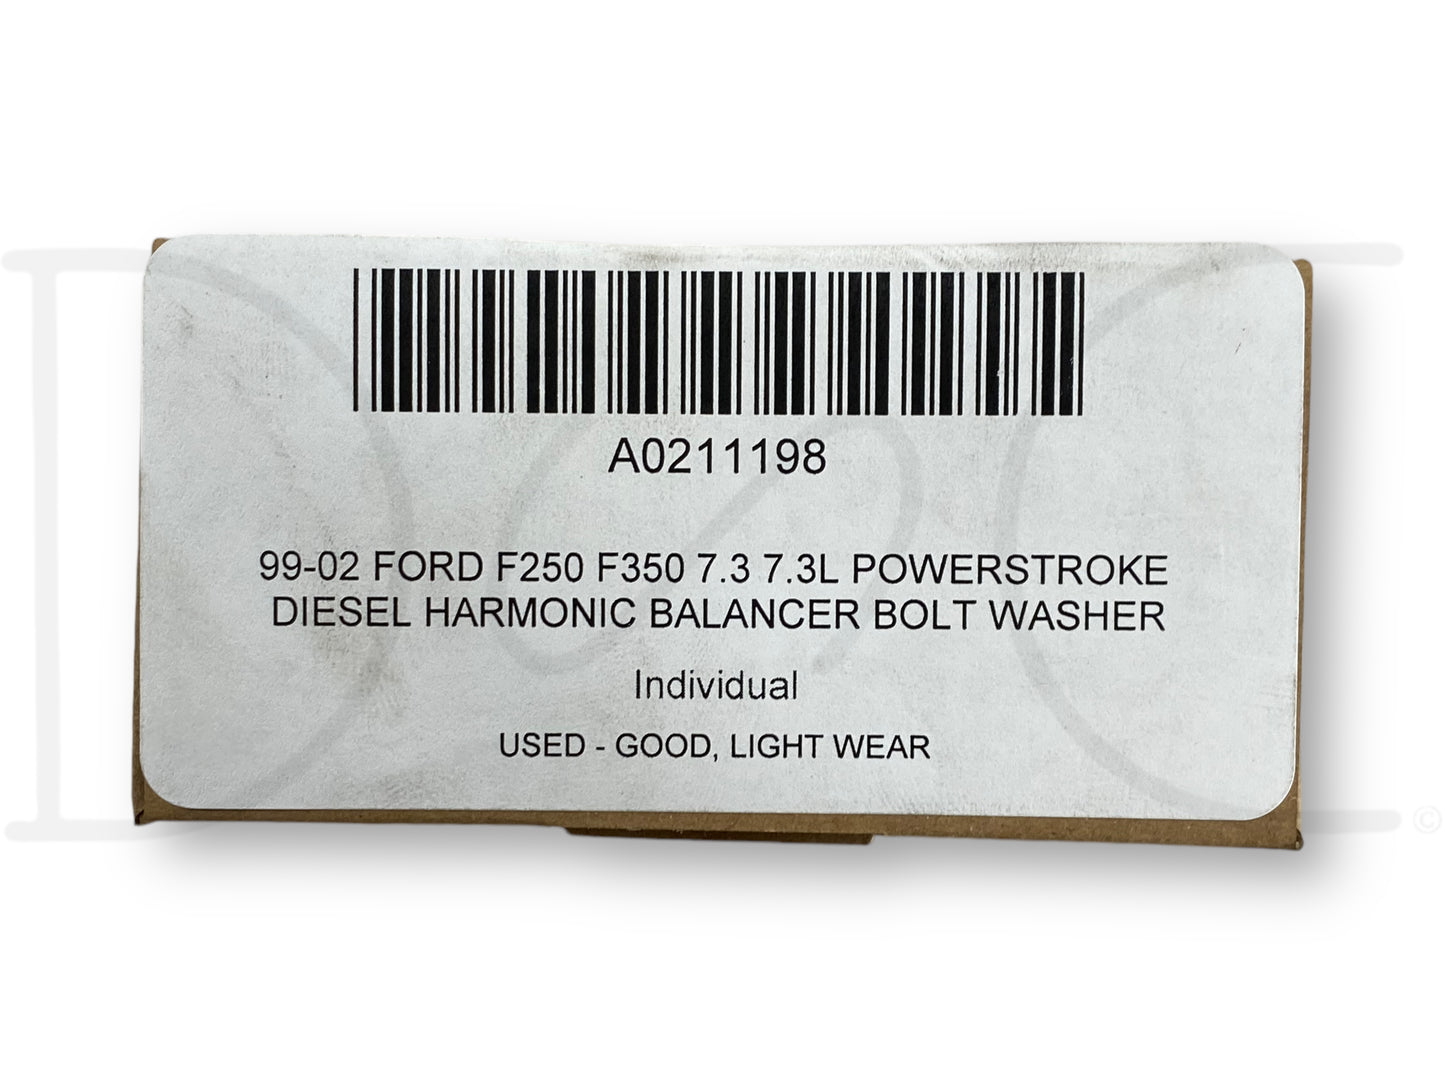 A0211198
99-02 FORD F250 F350 7.3 7.3L POWERSTROKE
DIESEL HARMONIC BALANCER BOLT WASHER
Individual
USED - GOOD, LIGHT WEAR
©